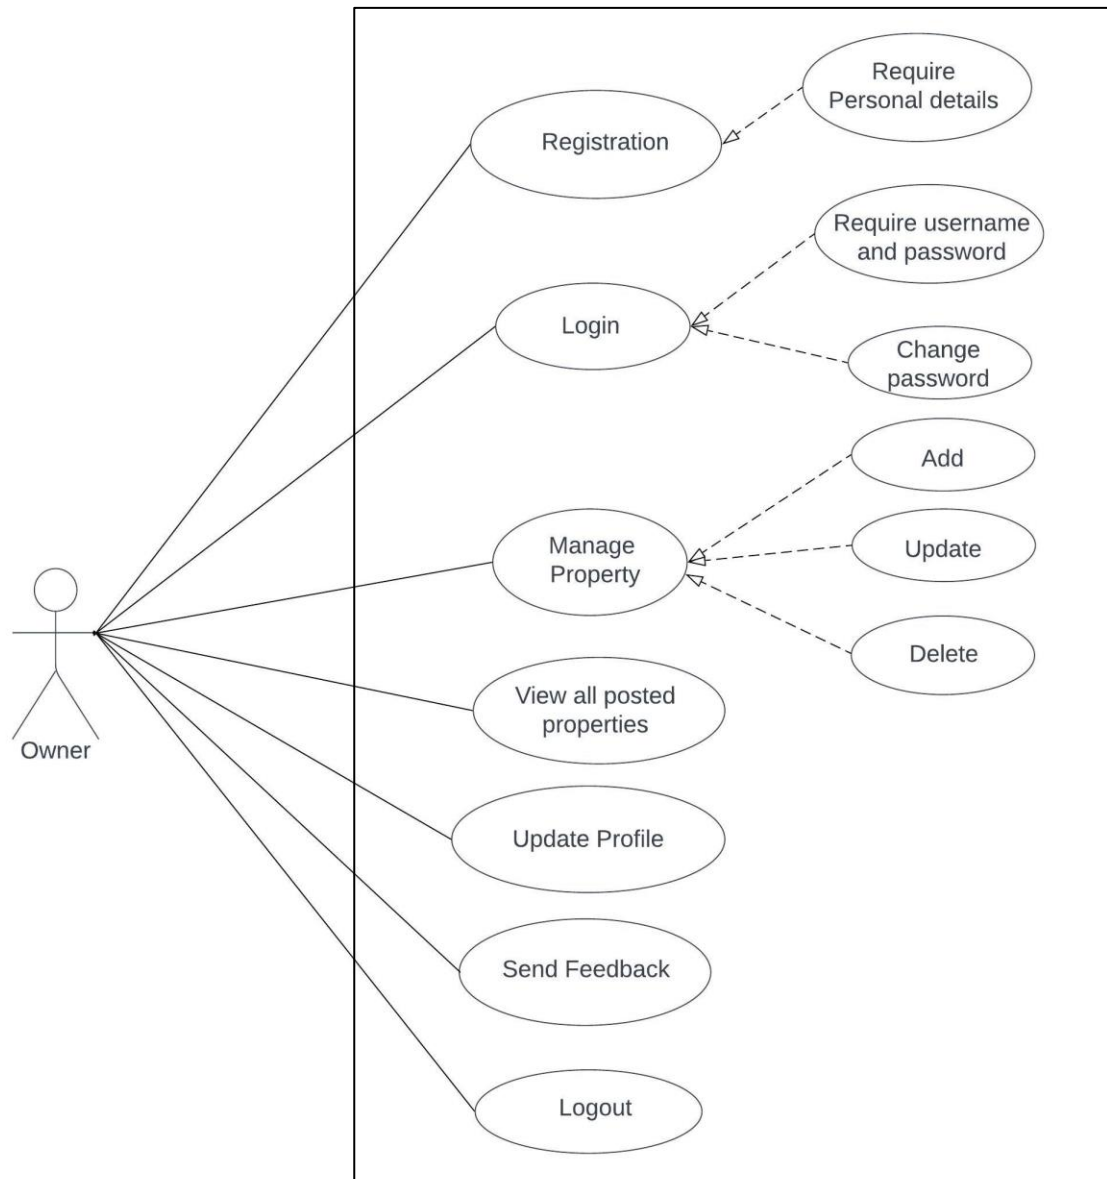 Require
Personal details
Registration
Require username
and password
Login
Change
password
Add
Manage
Property
Update
Delete
View all posted
properties
Owner
Update Profile
Send Feedback
Logout